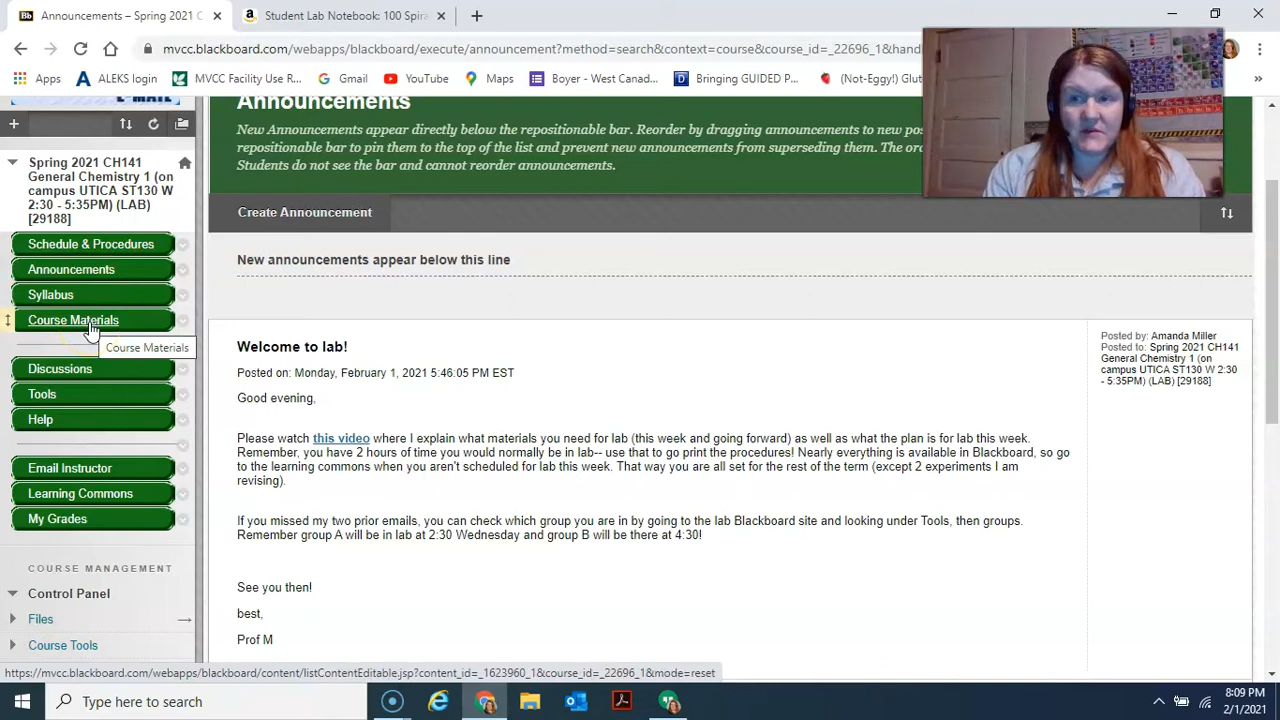 Announcements – Spring 2021 C
Student Lab Notebook: 100 Spira
mvcc.blackboard.com/webapps/blackboard/execute/announcement?method=search&context=course&course_id=_22696_1&hand
Apps
ALEKS login
MVCC Facility Use R...
Gmail
YouTube
Maps
Boyer - West Canad...
Bringing GUIDED P...
(Not-Eggy!) Glut
Spring 2021 CH141
General Chemistry 1 (on
campus UTICA ST130 W
2:30 - 5:35PM) (LAB)
[29188]
Schedule & Procedures
Announcements
Syllabus
Course Materials
Course Materials
Discussions
Tools
Help
Email Instructor
Learning Commons
My Grades
COURSE MANAGEMENT
Control Panel
Files
Course Tools
Announcements
New Announcements appear directly below the repositionable bar. Reorder by dragging announcements to new pos
repositionable bar to pin them to the top of the list and prevent new announcements from superseding them. The or
Students do not see the bar and cannot reorder announcements.
Create Announcement
New announcements appear below this line
Welcome to lab!
Posted on: Monday, February 1, 2021 5:46:05 PM EST
Good evening,
Please watch this video where I explain what materials you need for lab (this week and going forward) as well as what the plan is for lab this week.
Remember, you have 2 hours of time you would normally be in lab-- use that to go print the procedures! Nearly everything is available in Blackboard, so go
to the learning commons when you aren't scheduled for lab this week. That way you are all set for the rest of the term (except 2 experiments I am
revising).
If you missed my two prior emails, you can check which group you are in by going to the lab Blackboard site and looking under Tools, then groups.
Remember group A will be in lab at 2:30 Wednesday and group B will be there at 4:30!
See you then!
best,
Prof M
Posted by: Amanda Miller
Posted to: Spring 2021 CH141
General Chemistry 1 (on
campus UTICA ST130 W 2:30
- 5:35PM) (LAB) [29188]
https://mvcc.blackboard.com/webapps/blackboard/content/listContentEditable.jsp?content_id=_1623960_1&course_id=_22696_1&mode=reset
Type here to search
8:09 PM
2/1/2021